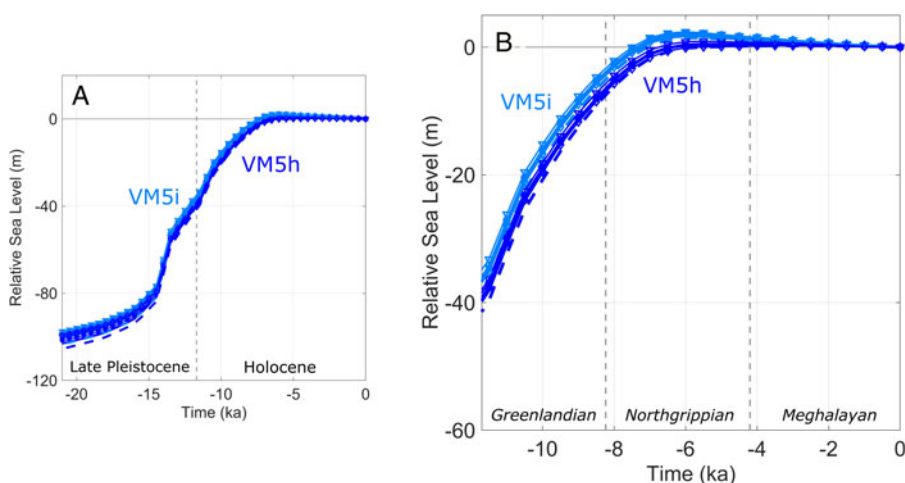 A
Relative Sea Level (m)
0
-40
-80
-120
VM5i
VM5h
Late Pleistocene
Holocene
-20
-15
-10
-5
0
Time (ka)
B
Relative Sea Level (m)
0
-20
-40
-60
VM5i
VM5h
Greenlandian
Northgrippian
Meghalayan
-10
-8
-6
-4
-2
0
Time (ka)